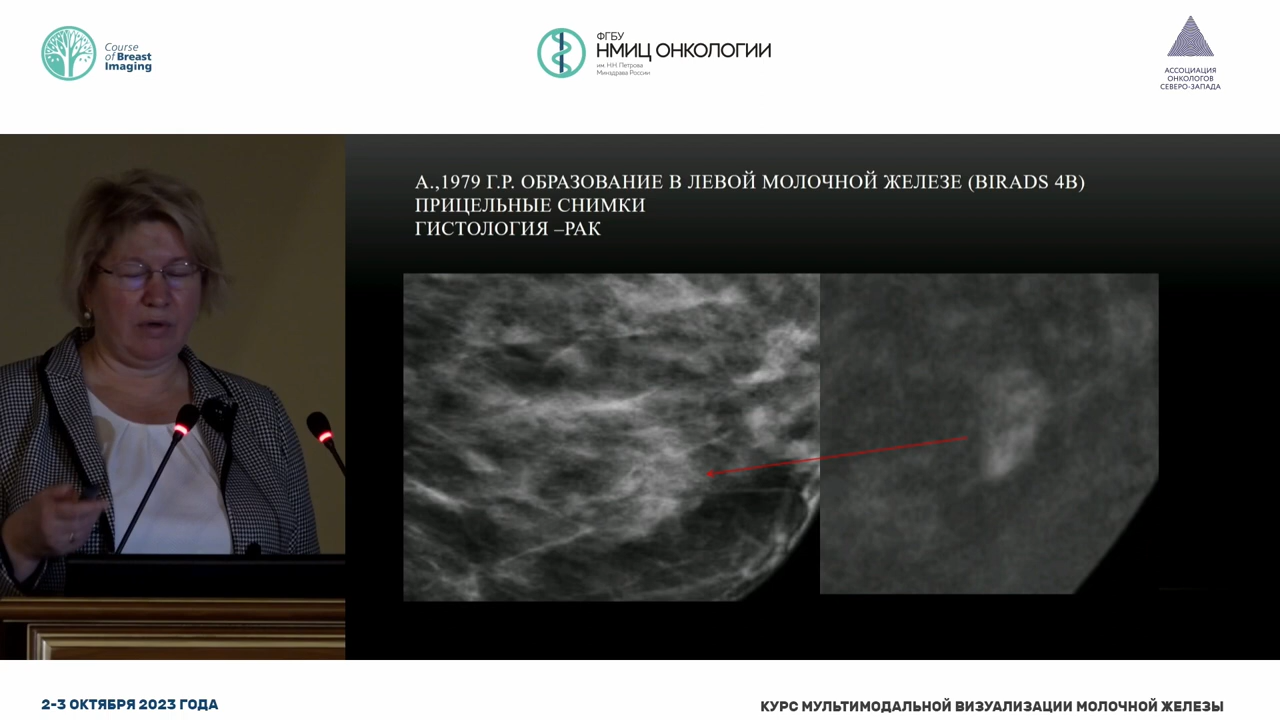 Course
of Breast
Imaging
ФГБУ
НМИЦ ОНКОЛОГИИ
им. Н.Н. Петрова
Минздрава России
АССОЦИАЦИЯ
ОНКОЛОГОВ
СЕВЕРО-ЗАПАДА
А.,1979 Г.Р. ОБРАЗОВАНИЕ В ЛЕВОЙ МОЛОЧНОЙ ЖЕЛЕЗЕ (BIRADS 4B)
ПРИЦЕЛЬНЫЕ СНИМКИ
ГИСТОЛОГИЯ –РАК
2-3 ОКТЯБРЯ 2023 ГОДА
КУРС МУЛЬТИМОДАЛЬНОЙ ВИЗУАЛИЗАЦИИ МОЛОЧНОЙ ЖЕЛЕЗЫ